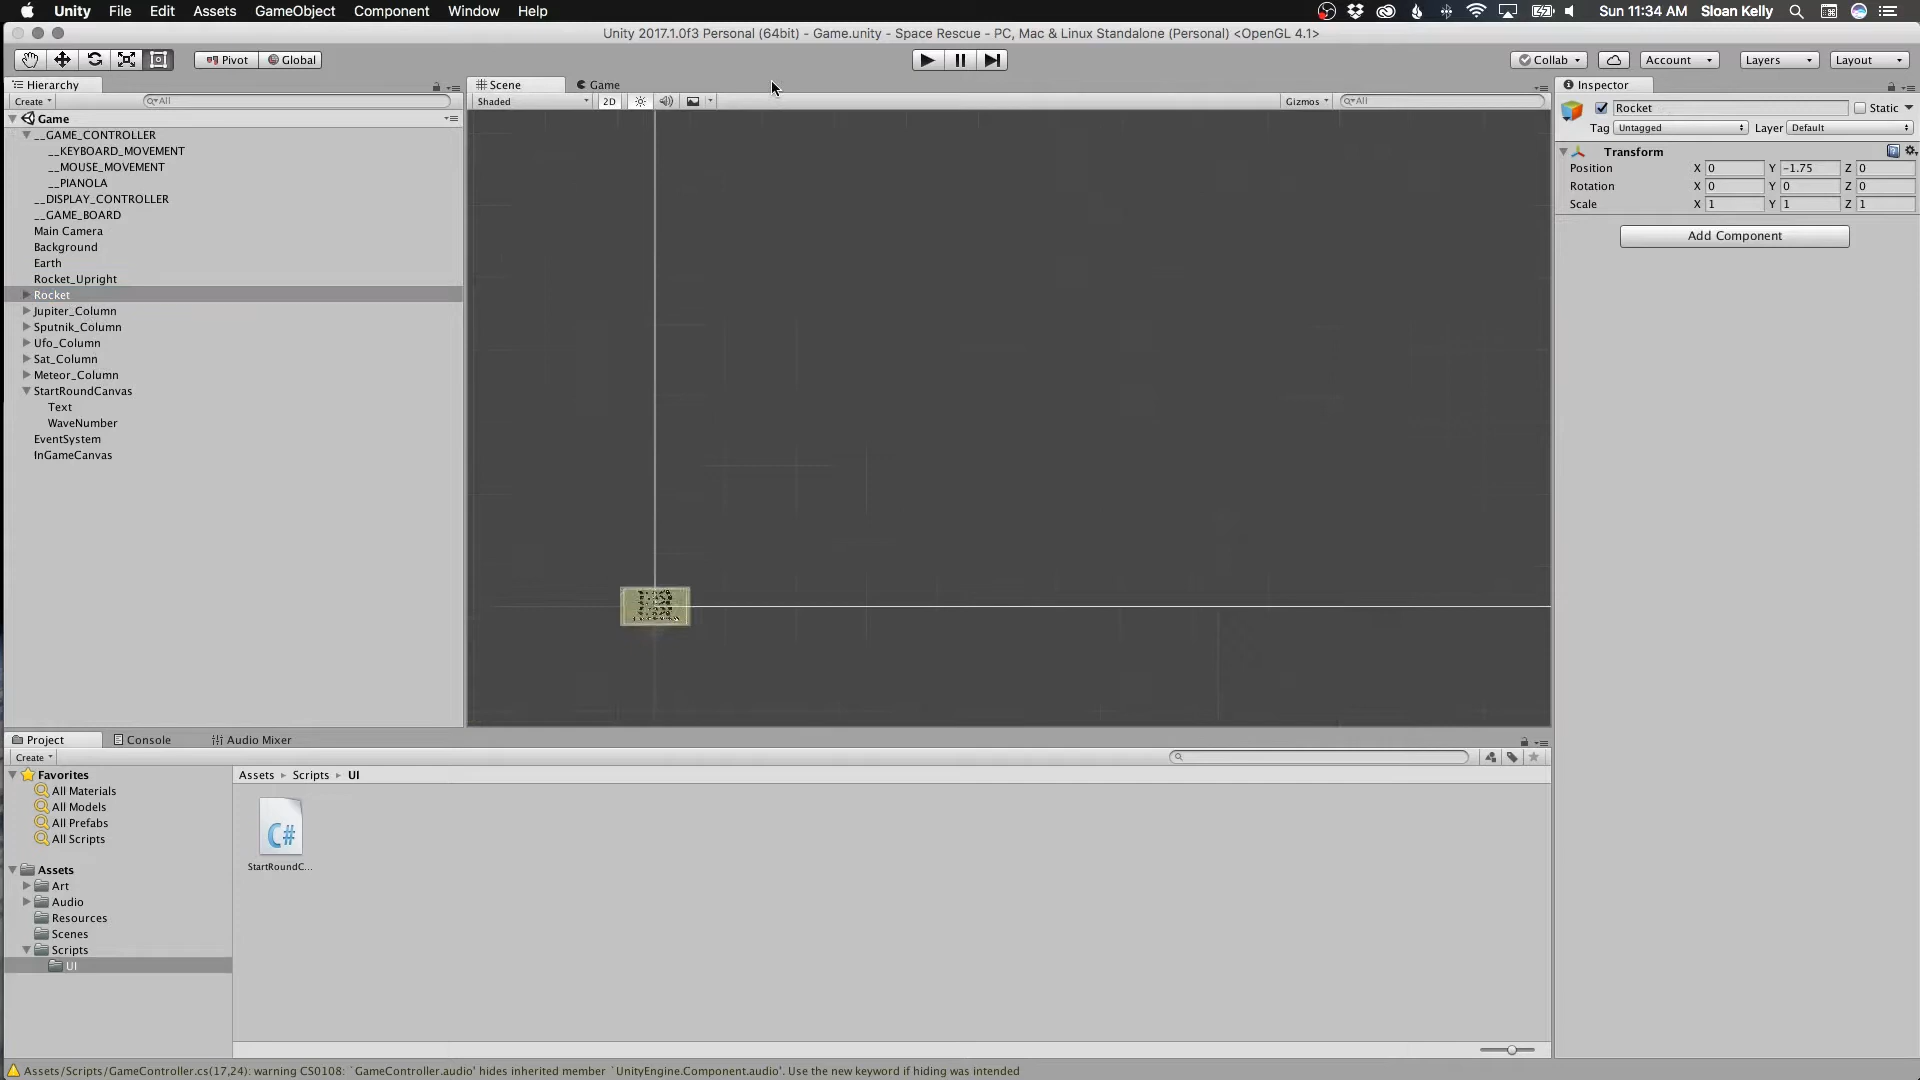 Unity File Edit Assets GameObject Component Window Help
Sun 11:34 AM Sloan Kelly
Unity 2017.1.0f3 Personal (64bit) - Game.unity - Space Rescue - PC, Mac & Linux Standalone (Personal) <OpenGL 4.1>
Pivot Global
Collab Account Layers Layout
Hierarchy
Create All
Game
__GAME_CONTROLLER
__KEYBOARD_MOVEMENT
__MOUSE_MOVEMENT
__PIANOLA
__DISPLAY_CONTROLLER
__GAME_BOARD
Main Camera
Background
Earth
Rocket_Upright
Rocket
Jupiter_Column
Sputnik_Column
Ufo_Column
Sat_Column
Meteor_Column
StartRoundCanvas
Text
WaveNumber
EventSystem
InGameCanvas
Scene Game
Shaded 2D Gizmos All
Inspector
Rocket Static
Tag Untagged Layer Default
Transform
Position X 0 Y -1.75 Z 0
Rotation X 0 Y 0 Z 0
Scale X 1 Y 1 Z 1
Add Component
Project Console Audio Mixer
Create
Favorites
All Materials
All Models
All Prefabs
All Scripts
Assets
Art
Audio
Resources
Scenes
Scripts
UI
Assets Scripts UI
C#
StartRoundC...
Assets/Scripts/GameController.cs(17,24): warning CS0108: `GameController.audio' hides inherited member `UnityEngine.Component.audio'. Use the new keyword if hiding was intended